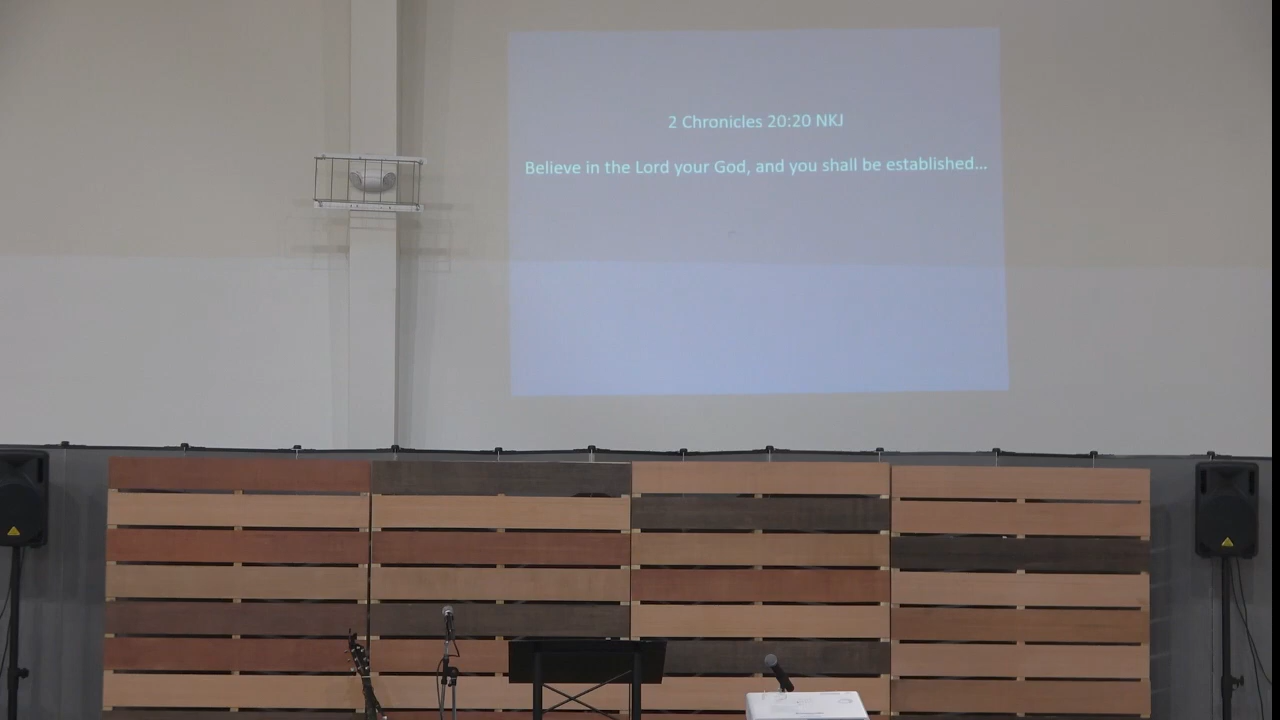 2 Chronicles 20:20 NKJ
Believe in the Lord your God, and you shall be established...